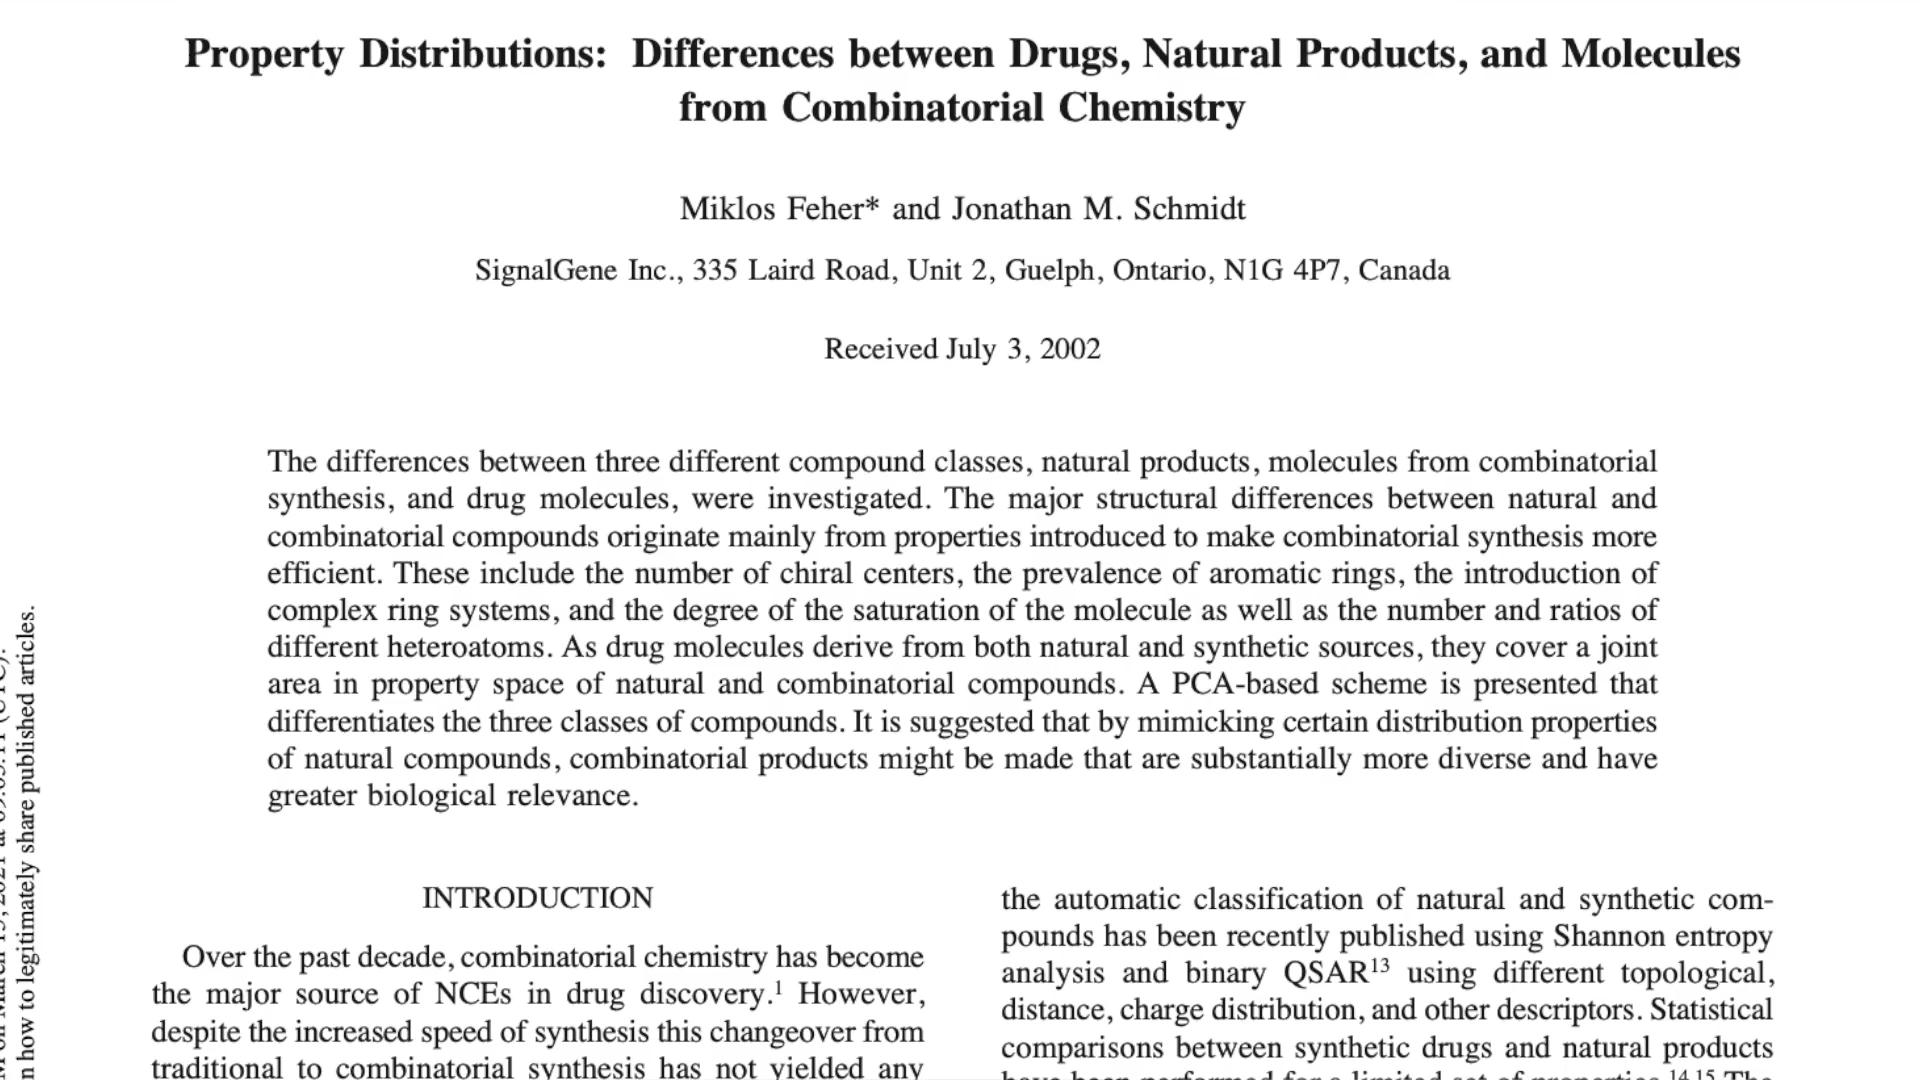 Property Distributions: Differences between Drugs, Natural Products, and Molecules
from Combinatorial Chemistry
Miklos Feher* and Jonathan M. Schmidt
SignalGene Inc., 335 Laird Road, Unit 2, Guelph, Ontario, N1G 4P7, Canada
Received July 3, 2002
The differences between three different compound classes, natural products, molecules from combinatorial
synthesis, and drug molecules, were investigated. The major structural differences between natural and
combinatorial compounds originate mainly from properties introduced to make combinatorial synthesis more
efficient. These include the number of chiral centers, the prevalence of aromatic rings, the introduction of
complex ring systems, and the degree of the saturation of the molecule as well as the number and ratios of
different heteroatoms. As drug molecules derive from both natural and synthetic sources, they cover a joint
area in property space of natural and combinatorial compounds. A PCA-based scheme is presented that
differentiates the three classes of compounds. It is suggested that by mimicking certain distribution properties
of natural compounds, combinatorial products might be made that are substantially more diverse and have
greater biological relevance.
INTRODUCTION
Over the past decade, combinatorial chemistry has become
the major source of NCEs in drug discovery.¹ However,
despite the increased speed of synthesis this changeover from
traditional to combinatorial synthesis has not yielded any
the automatic classification of natural and synthetic com-
pounds has been recently published using Shannon entropy
analysis and binary QSAR¹³ using different topological,
distance, charge distribution, and other descriptors. Statistical
comparisons between synthetic drugs and natural products
have been performed for a limited set of properties.¹⁴,¹⁵ The
n how to legitimately share published articles.